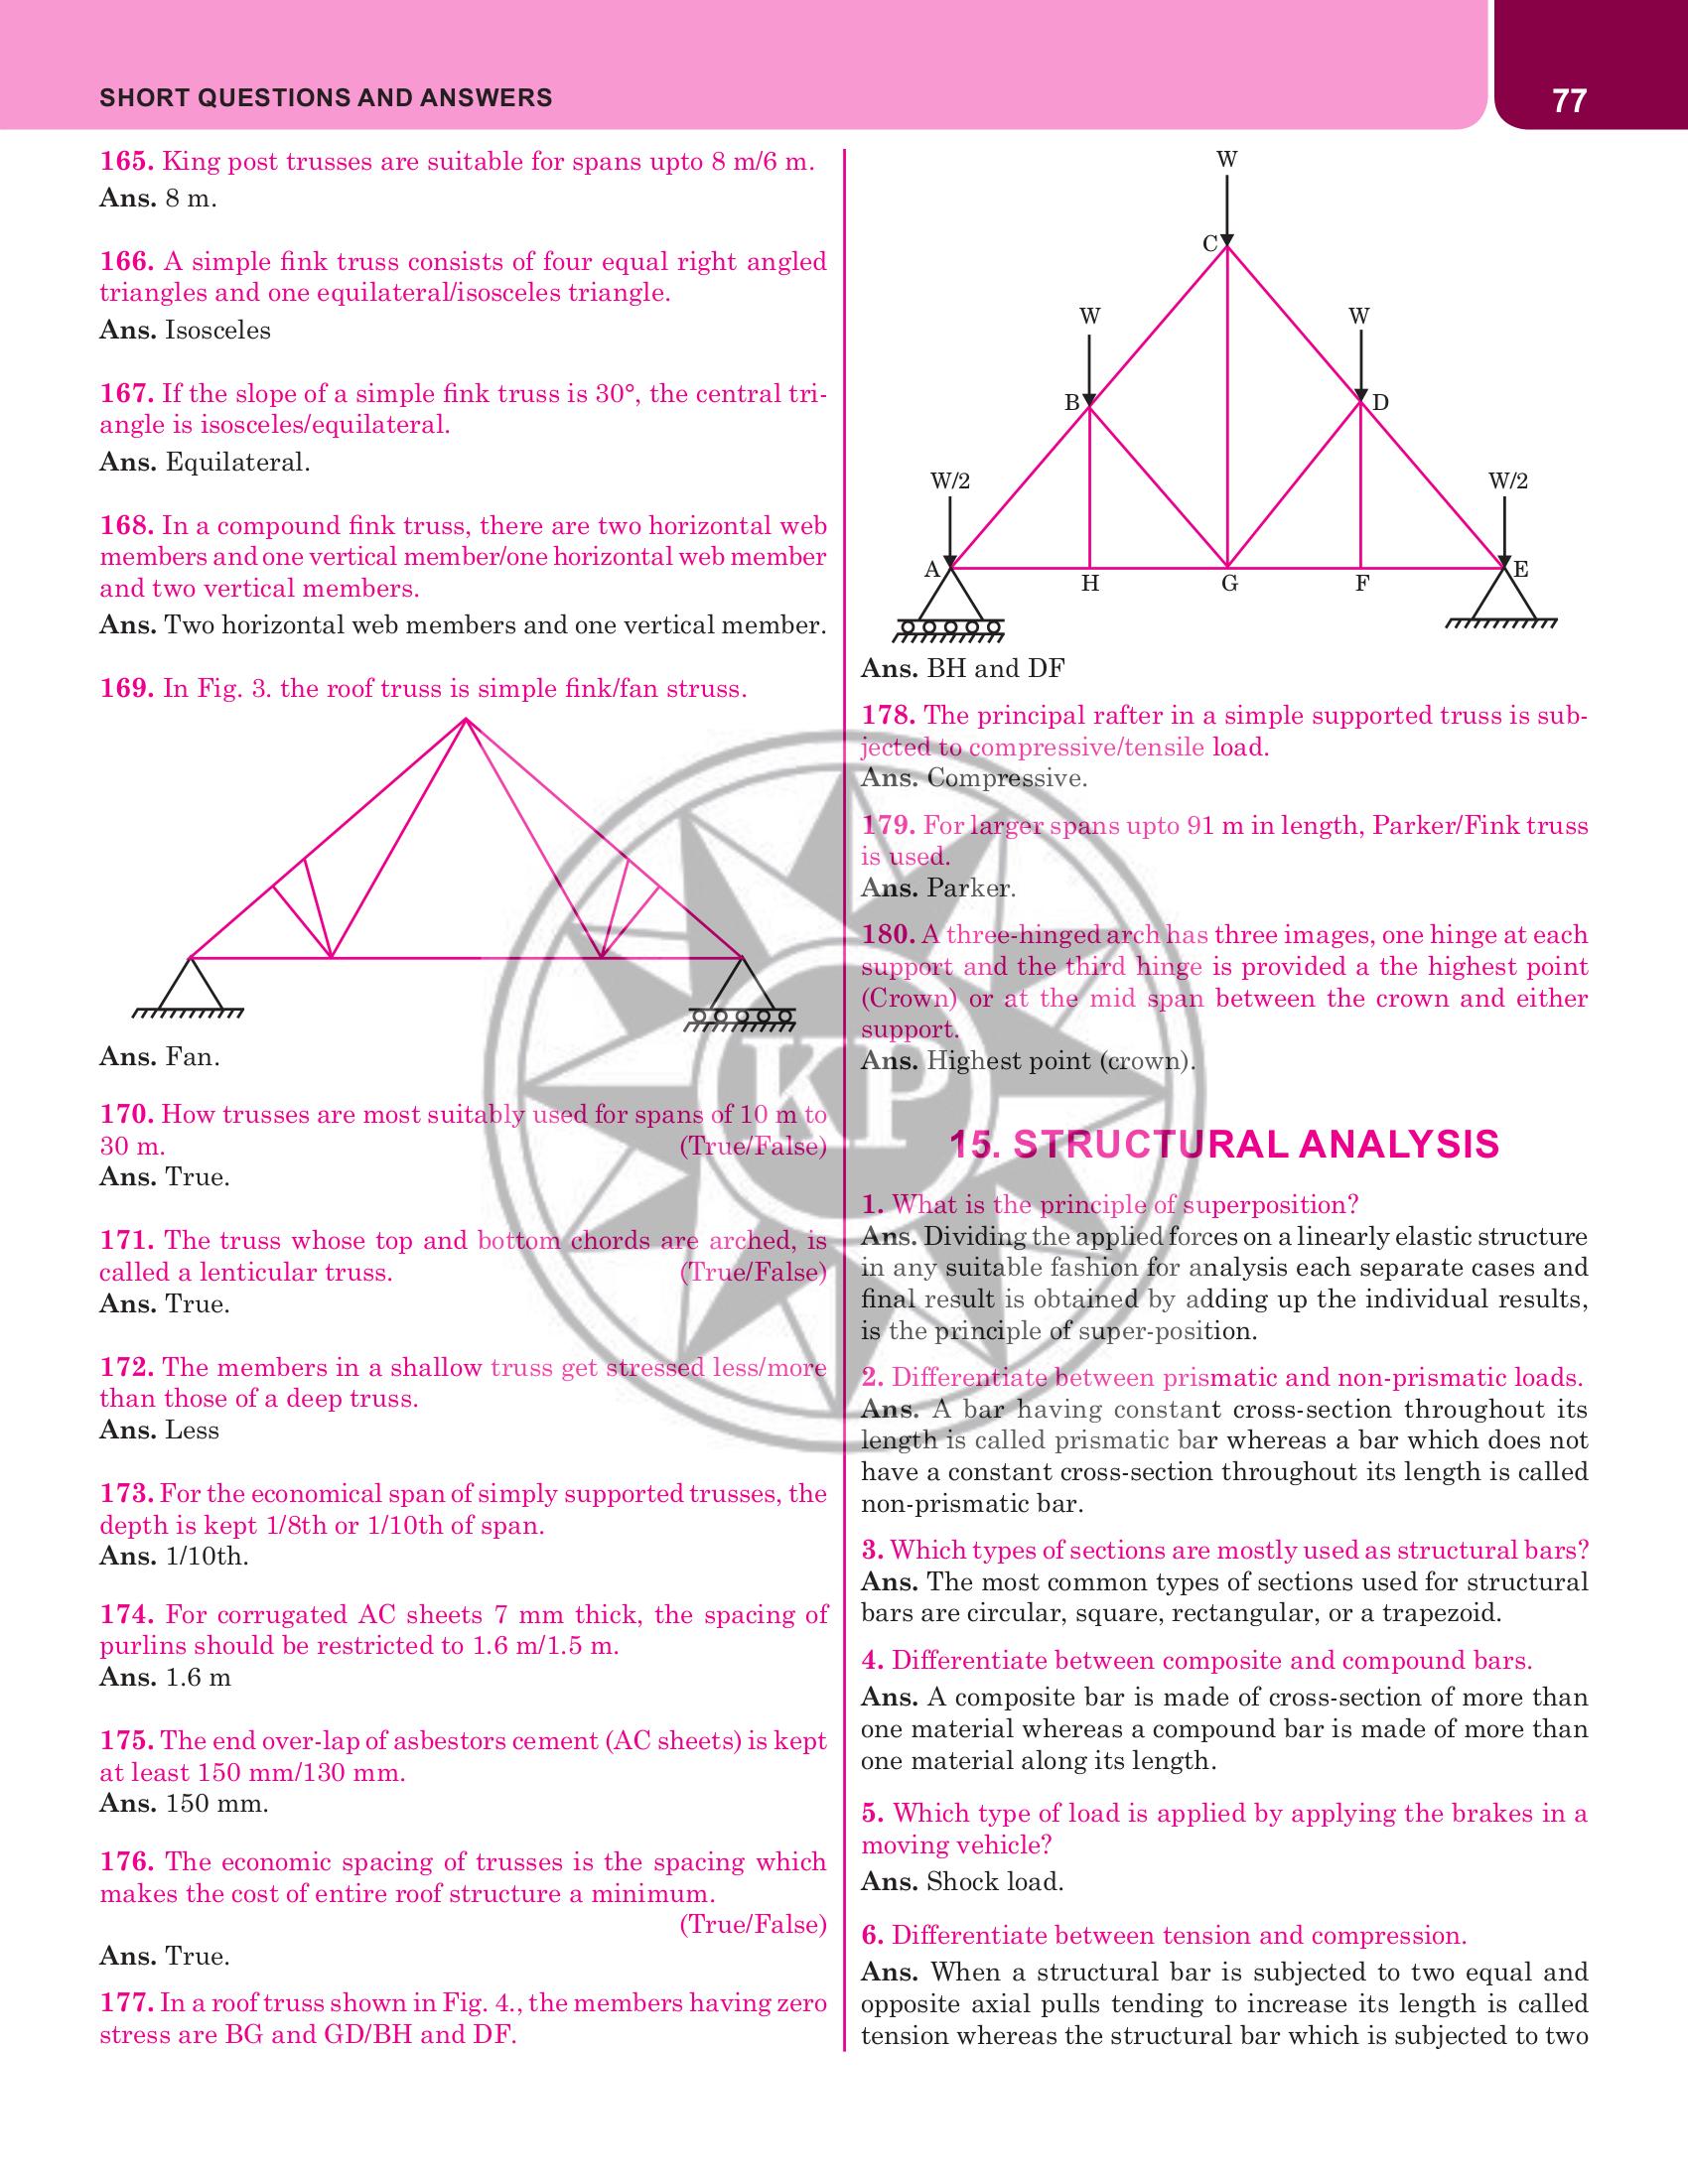 SHORT QUESTIONS AND ANSWERS
77
165. King post trusses are suitable for spans upto 8 m/6 m.
Ans. 8 m.
166. A simple fink truss consists of four equal right angled
triangles and one equilateral/isosceles triangle.
Ans. Isosceles
167. If the slope of a simple fink truss is 30°, the central tri-
angle is isosceles/equilateral.
Ans. Equilateral.
168. In a compound fink truss, there are two horizontal web
members and one vertical member/one horizontal web member
and two vertical members.
Ans. Two horizontal web members and one vertical member.
169. In Fig. 3. the roof truss is simple fink/fan struss.
Ans. Fan.
170. How trusses are most suitably used for spans of 10 m to
30 m. (True/False)
Ans. True.
171. The truss whose top and bottom chords are arched, is
called a lenticular truss. (True/False)
Ans. True.
172. The members in a shallow truss get stressed less/more
than those of a deep truss.
Ans. Less
173. For the economical span of simply supported trusses, the
depth is kept 1/8th or 1/10th of span.
Ans. 1/10th.
174. For corrugated AC sheets 7 mm thick, the spacing of
purlins should be restricted to 1.6 m/1.5 m.
Ans. 1.6 m
175. The end over-lap of asbestors cement (AC sheets) is kept
at least 150 mm/130 mm.
Ans. 150 mm.
176. The economic spacing of trusses is the spacing which
makes the cost of entire roof structure a minimum.
(True/False)
Ans. True.
177. In a roof truss shown in Fig. 4., the members having zero
stress are BG and GD/BH and DF.
W
C
W
W
B
D
W/2
W/2
A
H
G
F
E
Ans. BH and DF
178. The principal rafter in a simple supported truss is sub-
jected to compressive/tensile load.
Ans. Compressive.
179. For larger spans upto 91 m in length, Parker/Fink truss
is used.
Ans. Parker.
180. A three-hinged arch has three images, one hinge at each
support and the third hinge is provided a the highest point
(Crown) or at the mid span between the crown and either
support.
Ans. Highest point (crown).
KP
15. STRUCTURAL ANALYSIS
1. What is the principle of superposition?
Ans. Dividing the applied forces on a linearly elastic structure
in any suitable fashion for analysis each separate cases and
final result is obtained by adding up the individual results,
is the principle of super-position.
2. Differentiate between prismatic and non-prismatic loads.
Ans. A bar having constant cross-section throughout its
length is called prismatic bar whereas a bar which does not
have a constant cross-section throughout its length is called
non-prismatic bar.
3. Which types of sections are mostly used as structural bars?
Ans. The most common types of sections used for structural
bars are circular, square, rectangular, or a trapezoid.
4. Differentiate between composite and compound bars.
Ans. A composite bar is made of cross-section of more than
one material whereas a compound bar is made of more than
one material along its length.
5. Which type of load is applied by applying the brakes in a
moving vehicle?
Ans. Shock load.
6. Differentiate between tension and compression.
Ans. When a structural bar is subjected to two equal and
opposite axial pulls tending to increase its length is called
tension whereas the structural bar which is subjected to two